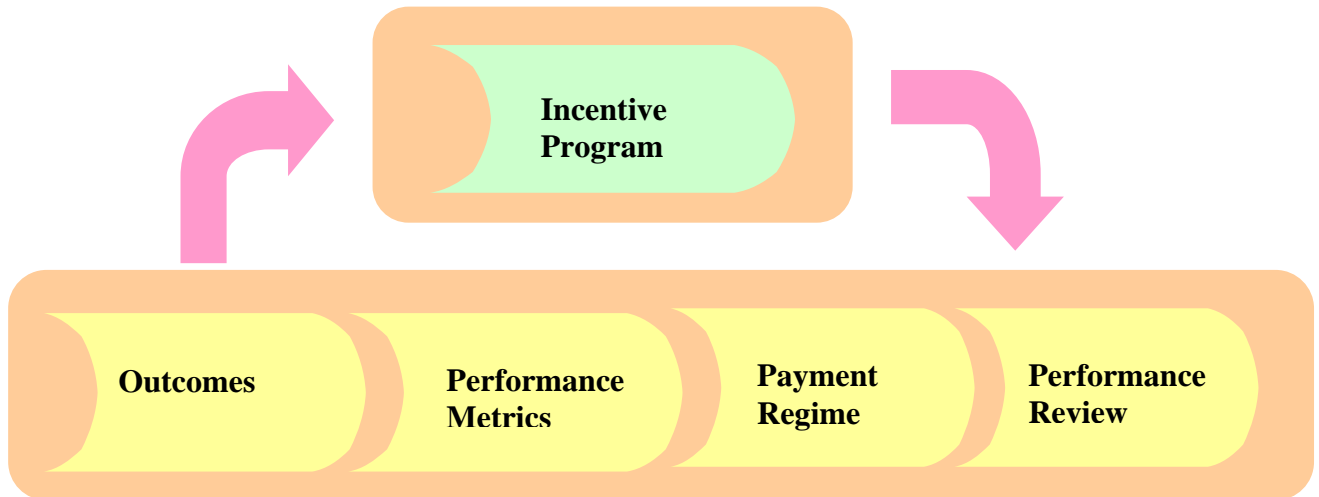 Incentive
Program
Outcomes
Performance
Metrics
Payment
Regime
Performance
Review